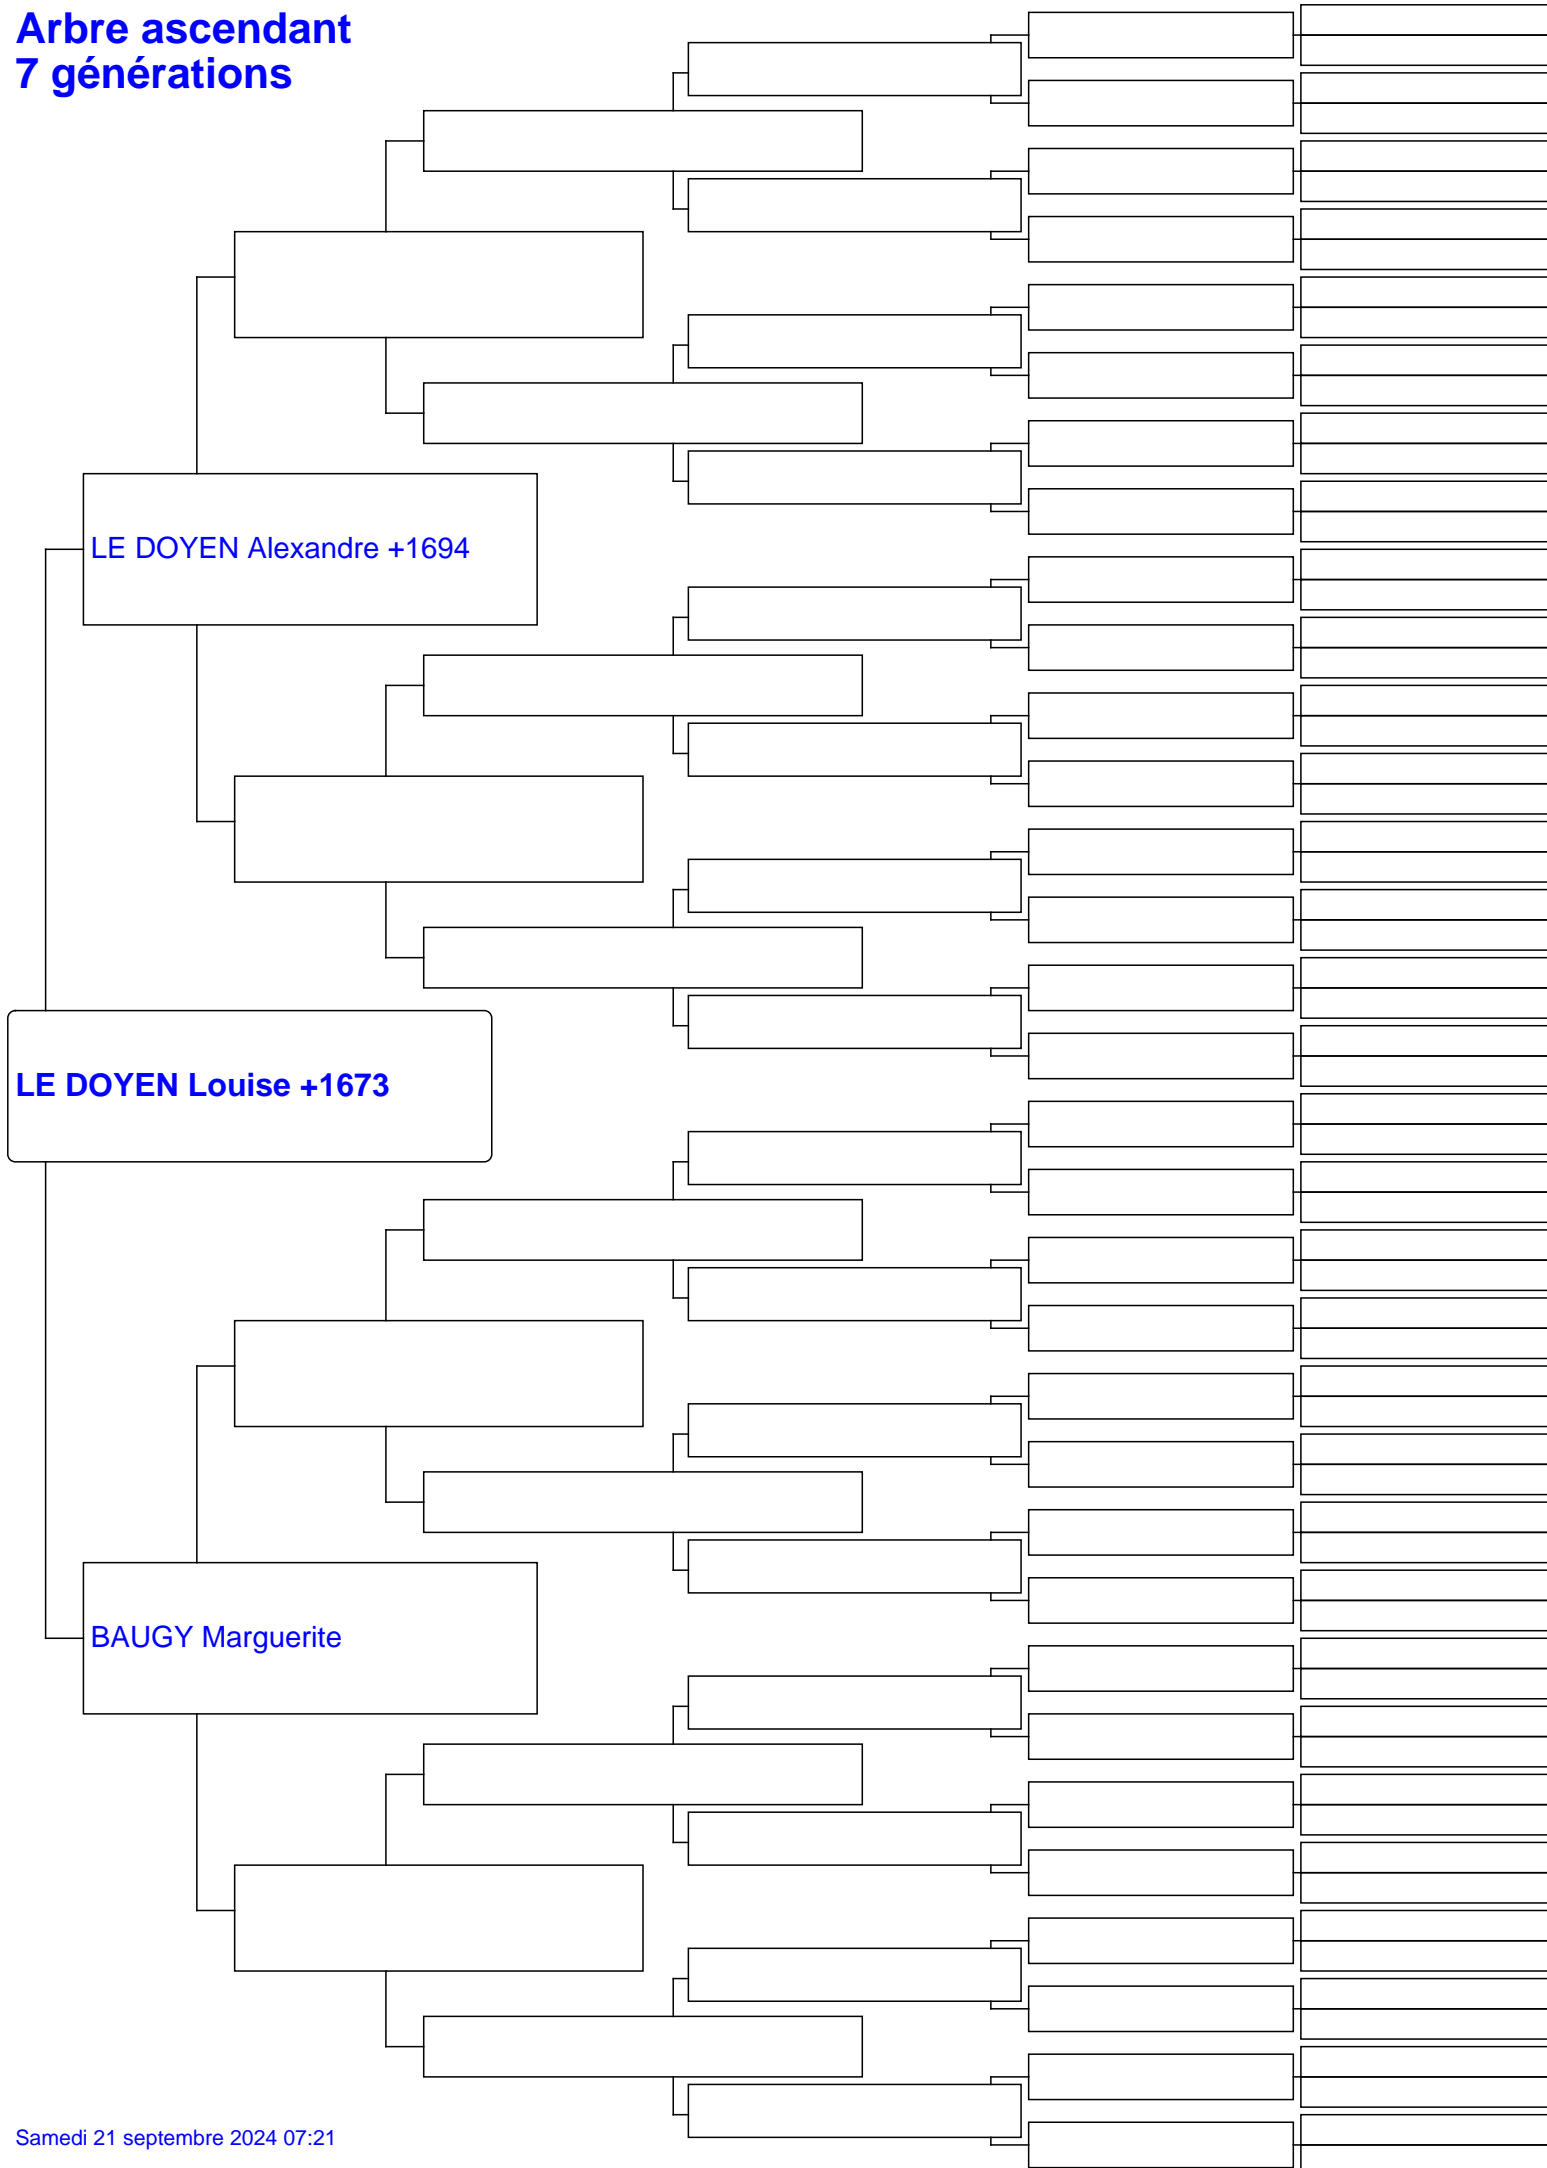 Arbre ascendant
7 générations
LE DOYEN Alexandre +1694
LE DOYEN Louise +1673
BAUGY Marguerite
Samedi 21 septembre 2024 07:21